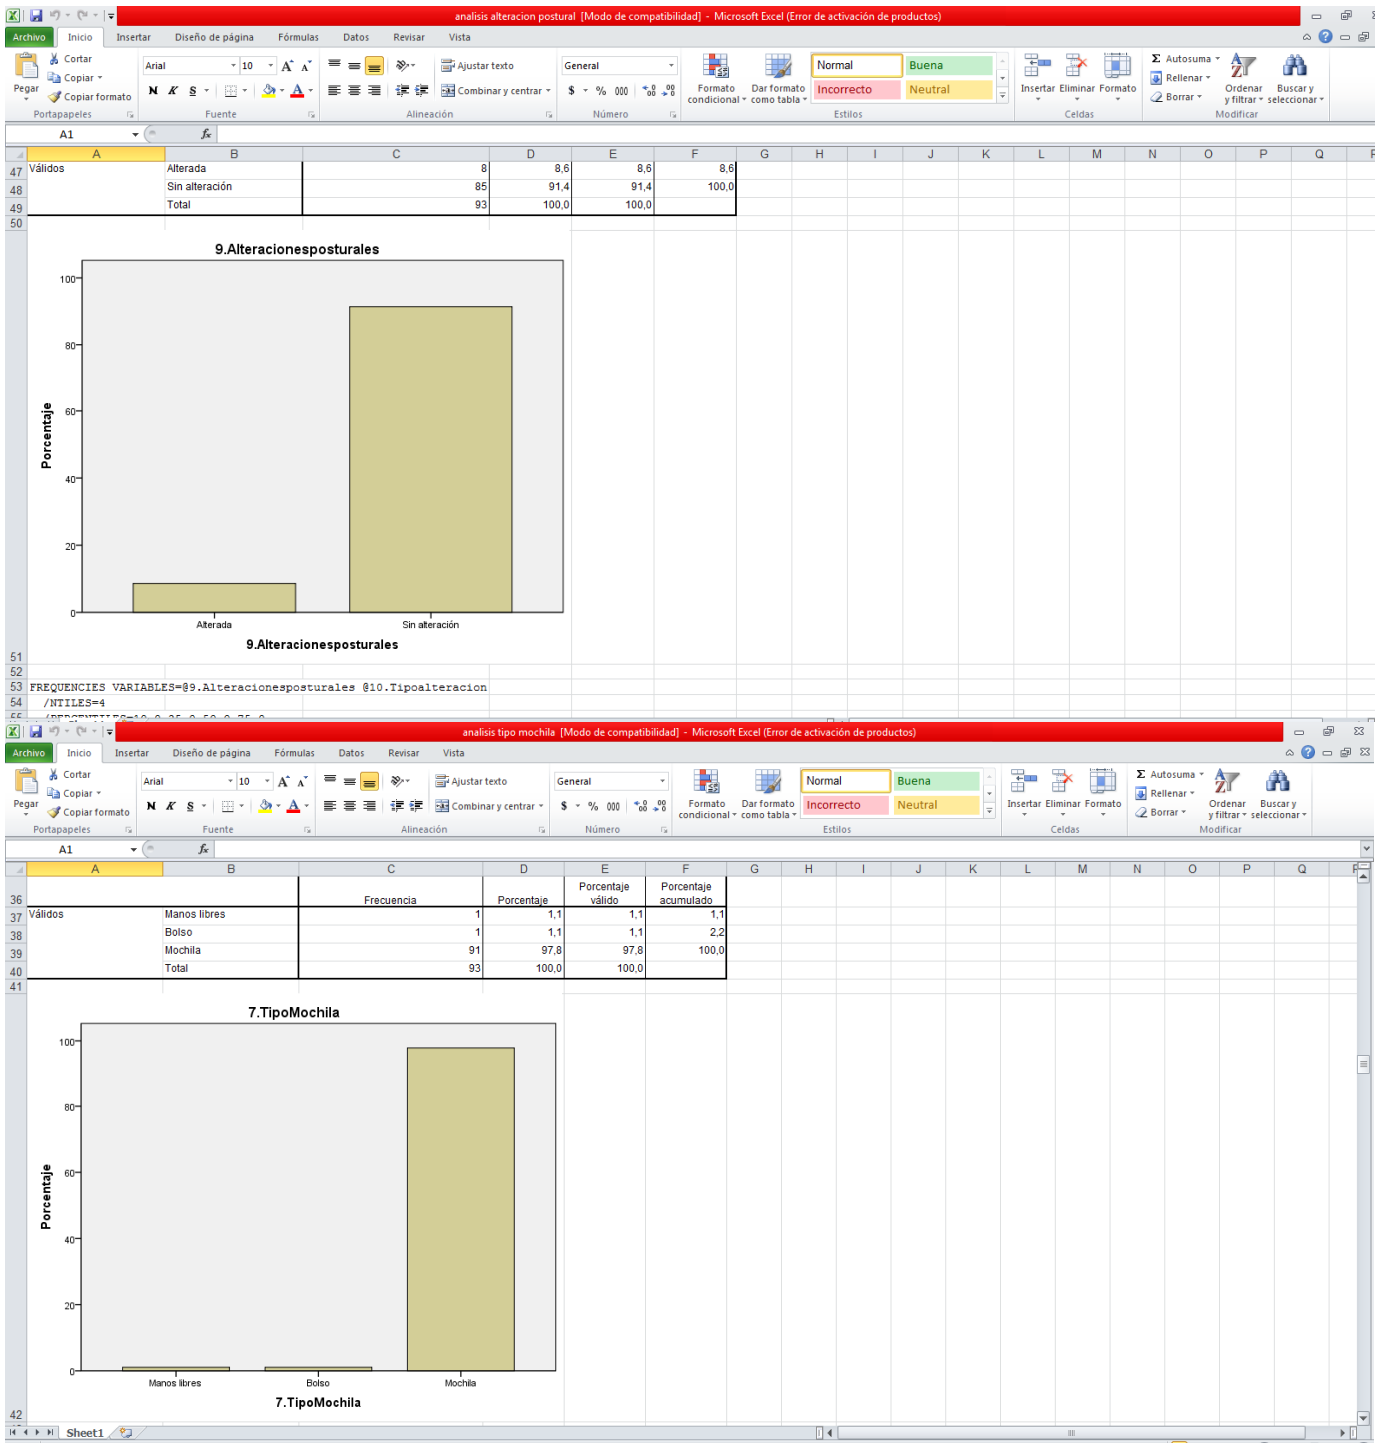 analisis alteracion postural [Modo de compatibilidad] - Microsoft Excel (Error de activación de productos)
Archivo Inicio Insertar Diseño de página Fórmulas Datos Revisar Vista
Pegar
Cortar
Copiar
Copiar formato
Portapapeles
Arial 10
N K S
Fuente
Ajustar texto
Combinar y centrar
Alineación
General
$ % 000
Número
Formato condicional
Dar formato como tabla
Normal Buena
Incorrecto Neutral
Estilos
Insertar Eliminar Formato
Celdas
Σ Autosuma
Rellenar
Borrar
Ordenar y filtrar
Buscar y seleccionar
Modificar
A1 fx
A B C D E F G H I J K L M N O P Q
47 Válidos Alterada 8 8,6 8,6 8,6
48 Sin alteración 85 91,4 91,4 100,0
49 Total 93 100,0 100,0
50
9.Alteracionesposturales
100
80
60
40
20
0
Porcentaje
Alterada Sin alteración
9.Alteracionesposturales
51
52
53 FREQUENCIES VARIABLES=@9.Alteracionesposturales @10.Tipoalteracion
54 /NTILES=4
analisis tipo mochila [Modo de compatibilidad] - Microsoft Excel (Error de activación de productos)
Archivo Inicio Insertar Diseño de página Fórmulas Datos Revisar Vista
Pegar
Cortar
Copiar
Copiar formato
Portapapeles
Arial 10
N K S
Fuente
Ajustar texto
Combinar y centrar
Alineación
General
$ % 000
Número
Formato condicional
Dar formato como tabla
Normal Buena
Incorrecto Neutral
Estilos
Insertar Eliminar Formato
Celdas
Σ Autosuma
Rellenar
Borrar
Ordenar y filtrar
Buscar y seleccionar
Modificar
A1 fx
A B C D E F G H I J K L M N O P Q
36 Frecuencia Porcentaje Porcentaje válido Porcentaje acumulado
37 Válidos Manos libres 1 1,1 1,1 1,1
38 Bolso 1 1,1 1,1 2,2
39 Mochila 91 97,8 97,8 100,0
40 Total 93 100,0 100,0
41
7.TipoMochila
100
80
60
40
20
0
Porcentaje
Manos libres Bolso Mochila
7.TipoMochila
42
Sheet1